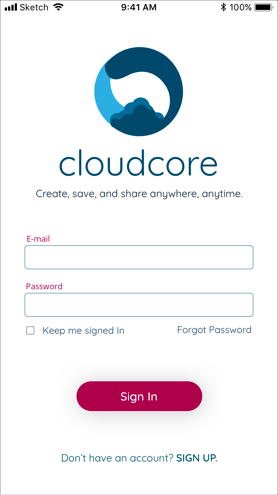 Sketch 9:41 AM 100%
cloudcore
Create, save, and share anywhere, anytime.
E-mail
Password
Keep me signed In Forgot Password
Sign In
Don't have an account? SIGN UP.